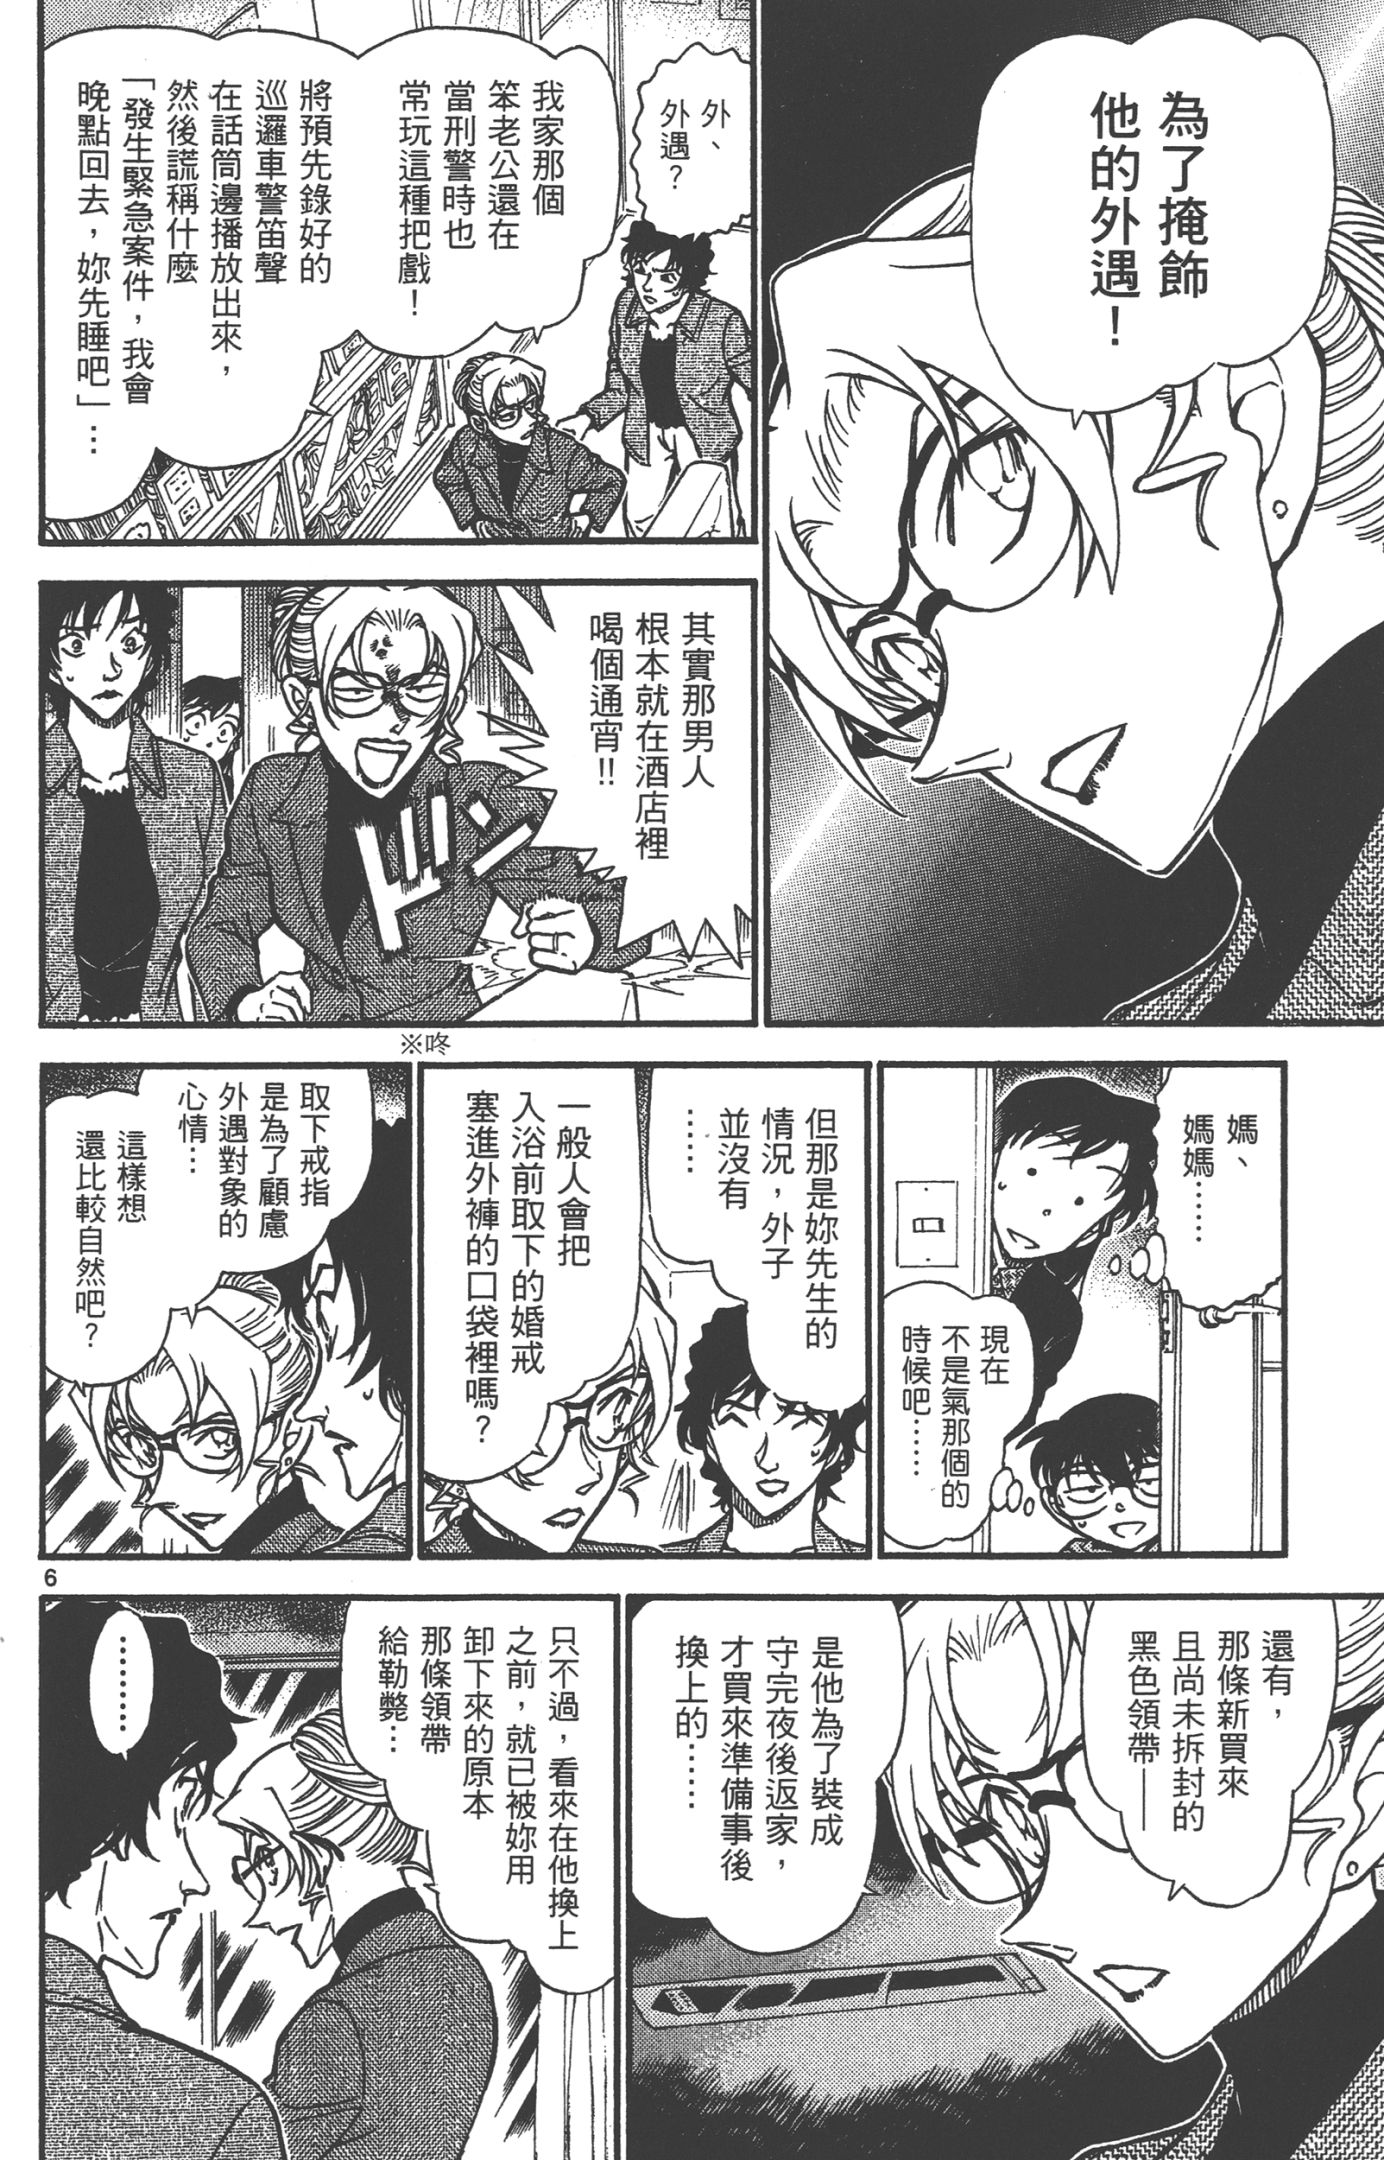 為了掩飾
他的外遇！
外、
外遇？
我家那個
笨老公還在
當刑警時也
常玩這種把戲！
將預先錄好的
巡邏車警笛聲
在話筒邊播放出來，
然後謊稱什麼
「發生緊急案件，我會
晚點回去，妳先睡吧」…
其實那男人
根本就在酒店裡
喝個通宵!!
※咚
媽、
媽媽……
現在
不是氣那個的
時候吧……
但那是妳先生的
情況，外子
並沒有
……
一般人會把
入浴前取下的婚戒
塞進外褲的口袋裡嗎？
取下戒指
是為了顧慮
外遇對象的
心情…
這樣想
還比較自然吧？
還有，
那條新買來
且尚未拆封的
黑色領帶——
是他為了裝成
守完夜後返家，
才買來準備事後
換上的……
只不過，看來在他換上
之前，就已被妳用
卸下來的原本
那條領帶
給勒斃…
……
6